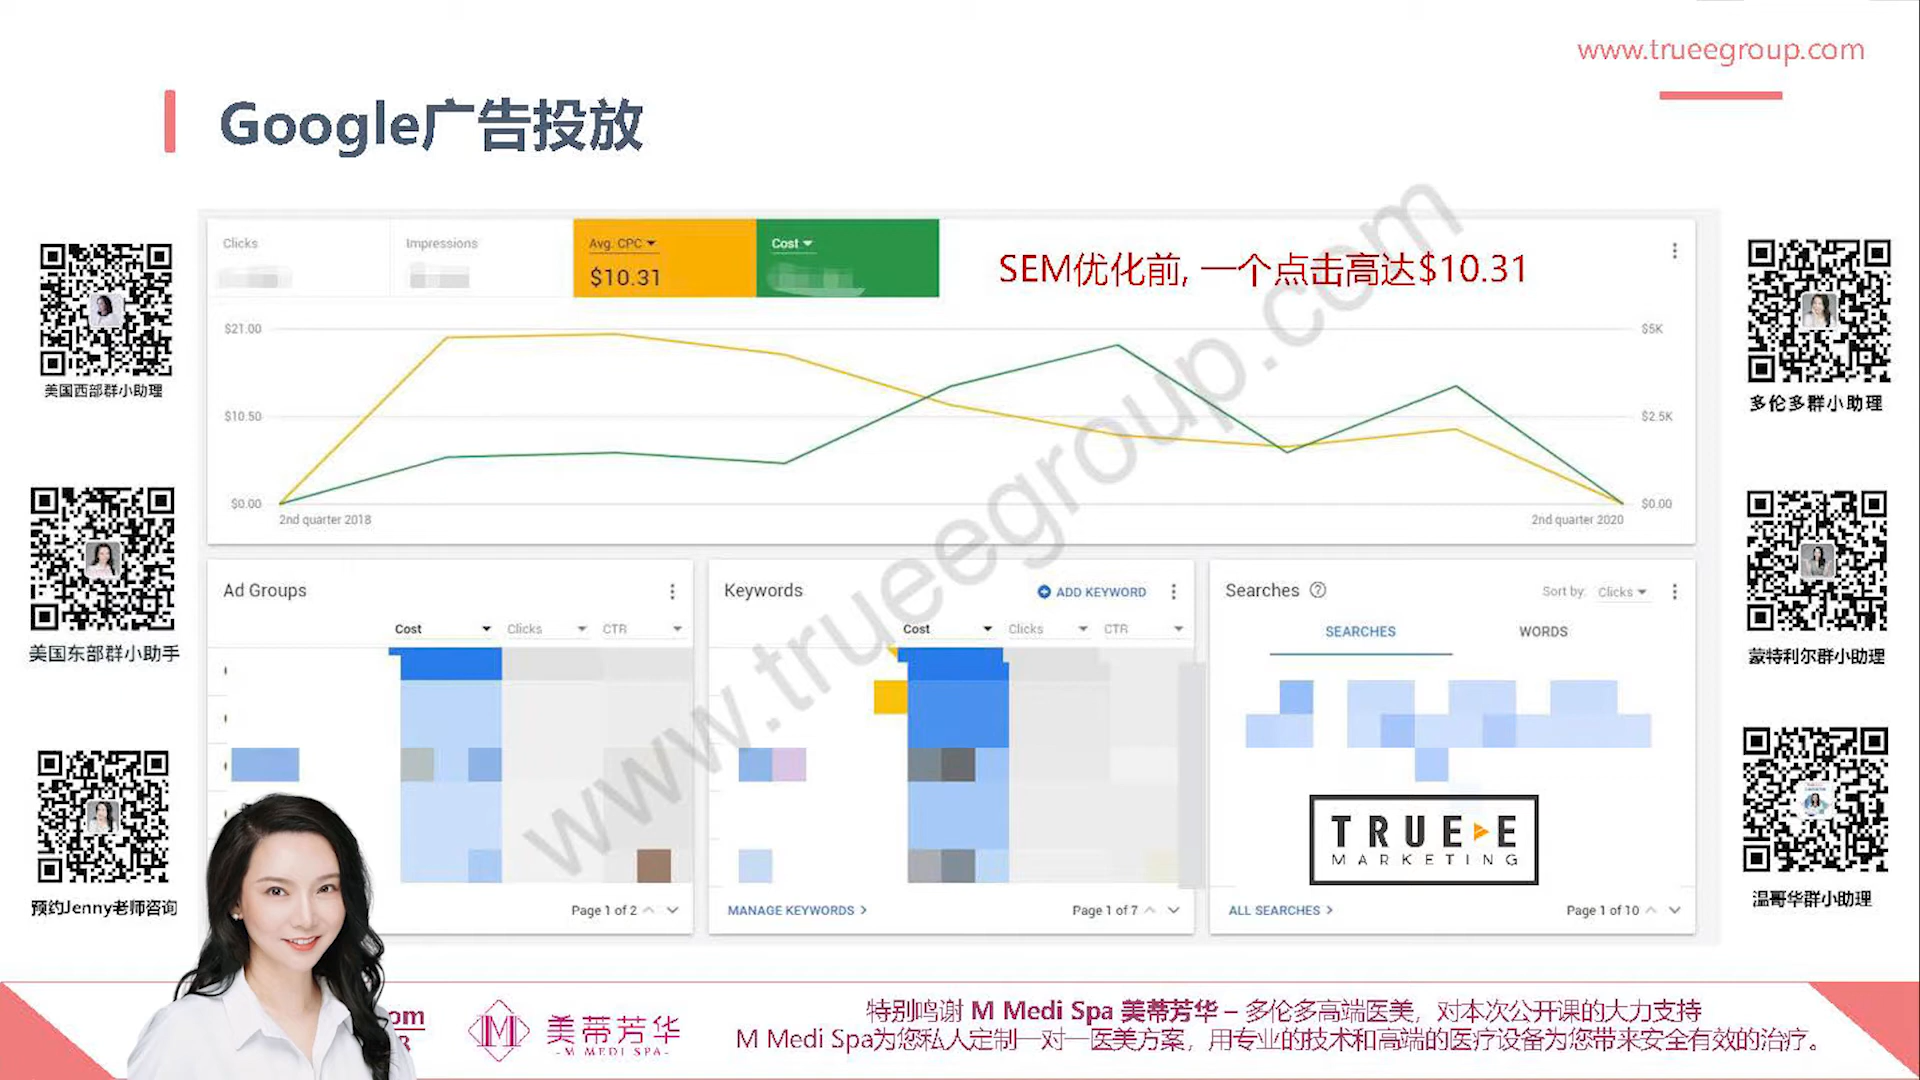 www.trueegroup.com
Google广告投放
Clicks
Impressions
Avg. CPC
$10.31
Cost
SEM优化前, 一个点击高达$10.31
$21.00
$5K
$10.50
$2.5K
$0.00
$0.00
2nd quarter 2018
2nd quarter 2020
www.trueegroup.com
美国西部群小助理
美国东部群小助手
预约Jenny老师咨询
多伦多群小助理
蒙特利尔群小助理
温哥华群小助理
Ad Groups
Cost
Clicks
CTR
Page 1 of 2
Keywords
ADD KEYWORD
Cost
Clicks
CTR
MANAGE KEYWORDS
Page 1 of 7
Searches
Sort by: Clicks
SEARCHES
WORDS
TRUE E
MARKETING
ALL SEARCHES
Page 1 of 10
美蒂芳华
-M MEDI SPA-
特别鸣谢 M Medi Spa 美蒂芳华 – 多伦多高端医美，对本次公开课的大力支持
M Medi Spa为您私人定制一对一医美方案，用专业的技术和高端的医疗设备为您带来安全有效的治疗。